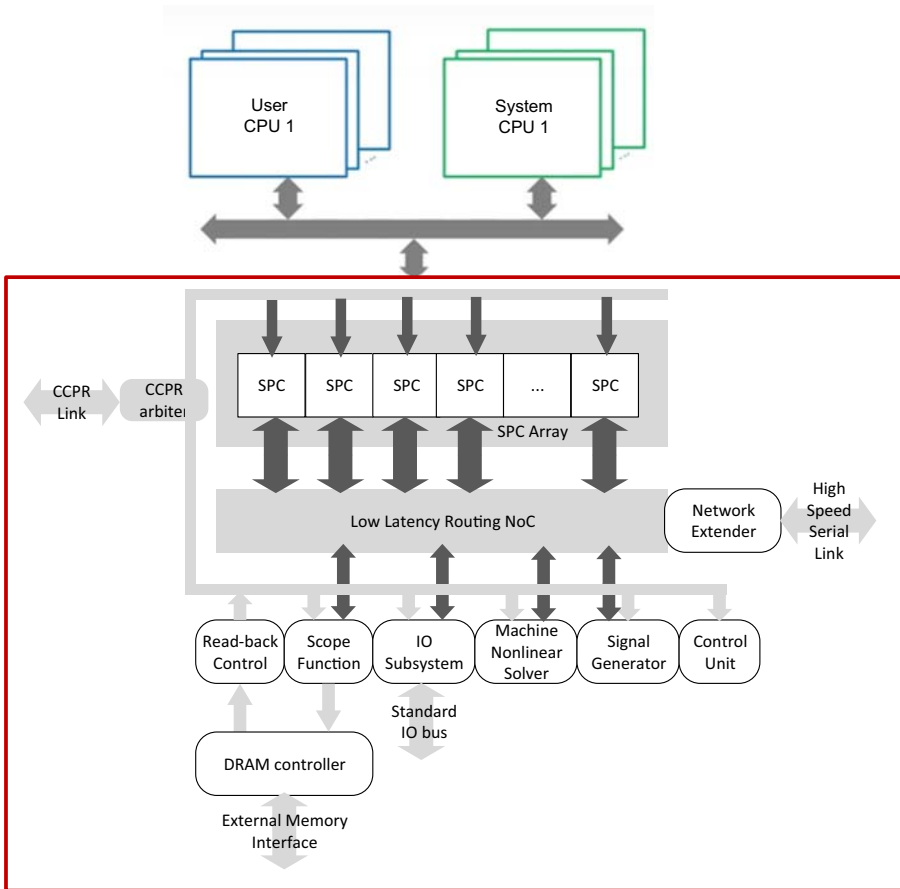 User
CPU 1
...
System
CPU 1
...
SPC
SPC
SPC
SPC
...
SPC
SPC Array
CCPR
Link
CCPR
arbiter
Low Latency Routing NoC
Network
Extender
High
Speed
Serial
Link
Read-back
Control
Scope
Function
IO
Subsystem
Machine
Nonlinear
Solver
Signal
Generator
Control
Unit
Standard
IO bus
DRAM controller
External Memory
Interface